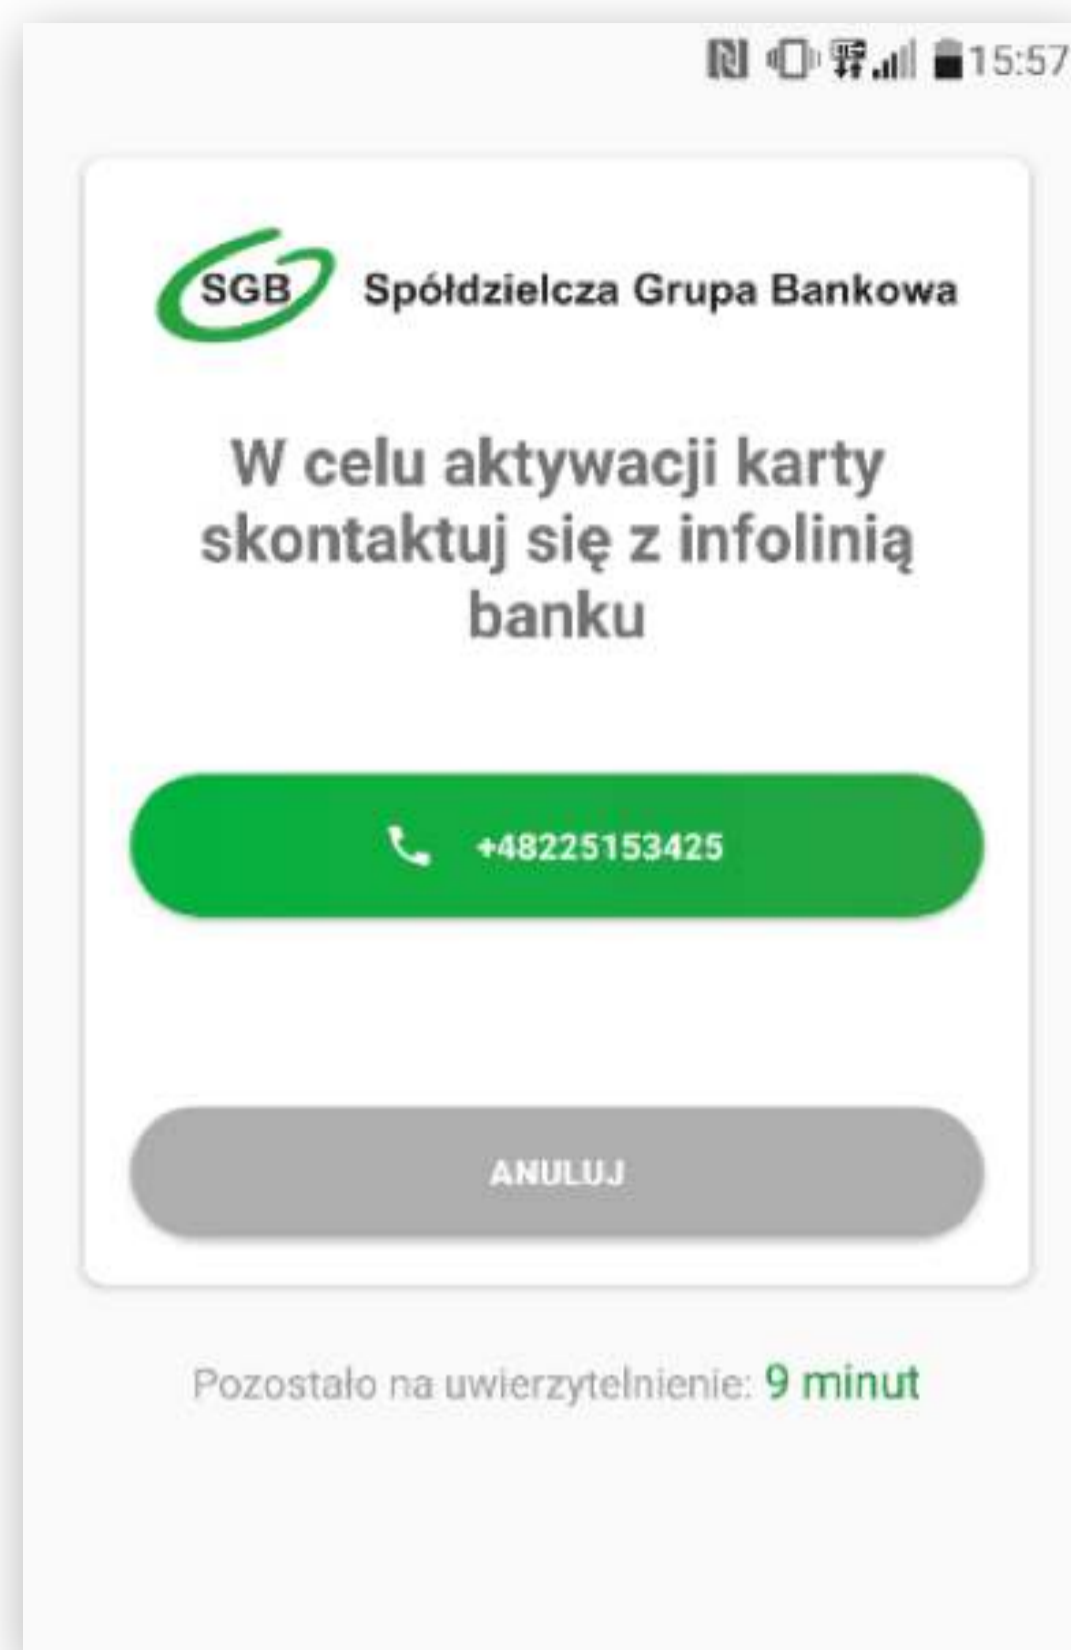 15:57
SGB Spółdzielcza Grupa Bankowa
W celu aktywacji karty
skontaktuj się z infolinią
banku
+48225153425
ANULUJ
Pozostało na uwierzytelnienie: 9 minut